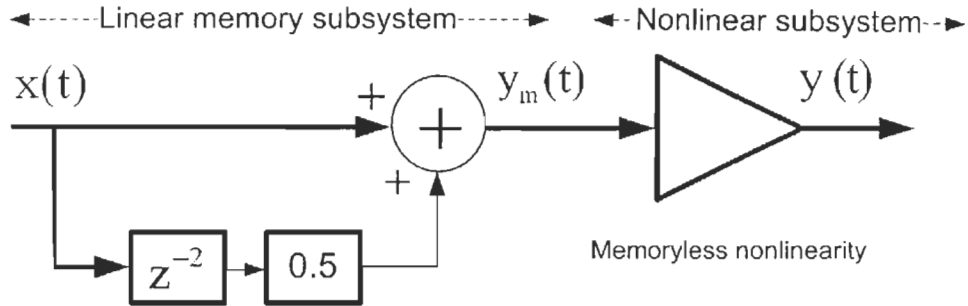 Linear memory subsystem
Nonlinear subsystem
x(t)
+
+
y_m(t)
y(t)
+
z^{-2}
0.5
Memoryless nonlinearity